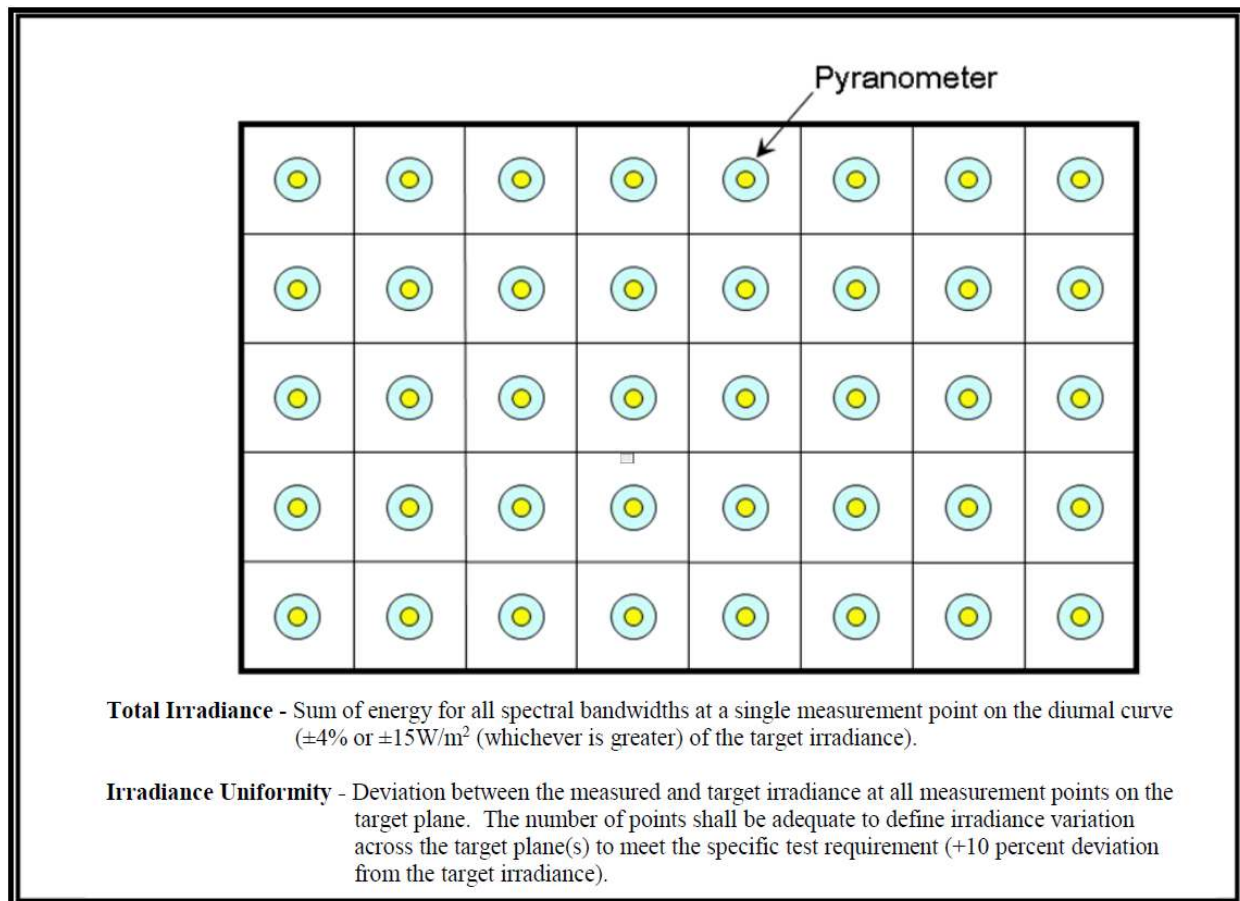 Pyranometer
Total Irradiance - Sum of energy for all spectral bandwidths at a single measurement point on the diurnal curve
(±4% or ±15W/m² (whichever is greater) of the target irradiance).
Irradiance Uniformity - Deviation between the measured and target irradiance at all measurement points on the
target plane.  The number of points shall be adequate to define irradiance variation
across the target plane(s) to meet the specific test requirement (+10 percent deviation
from the target irradiance).